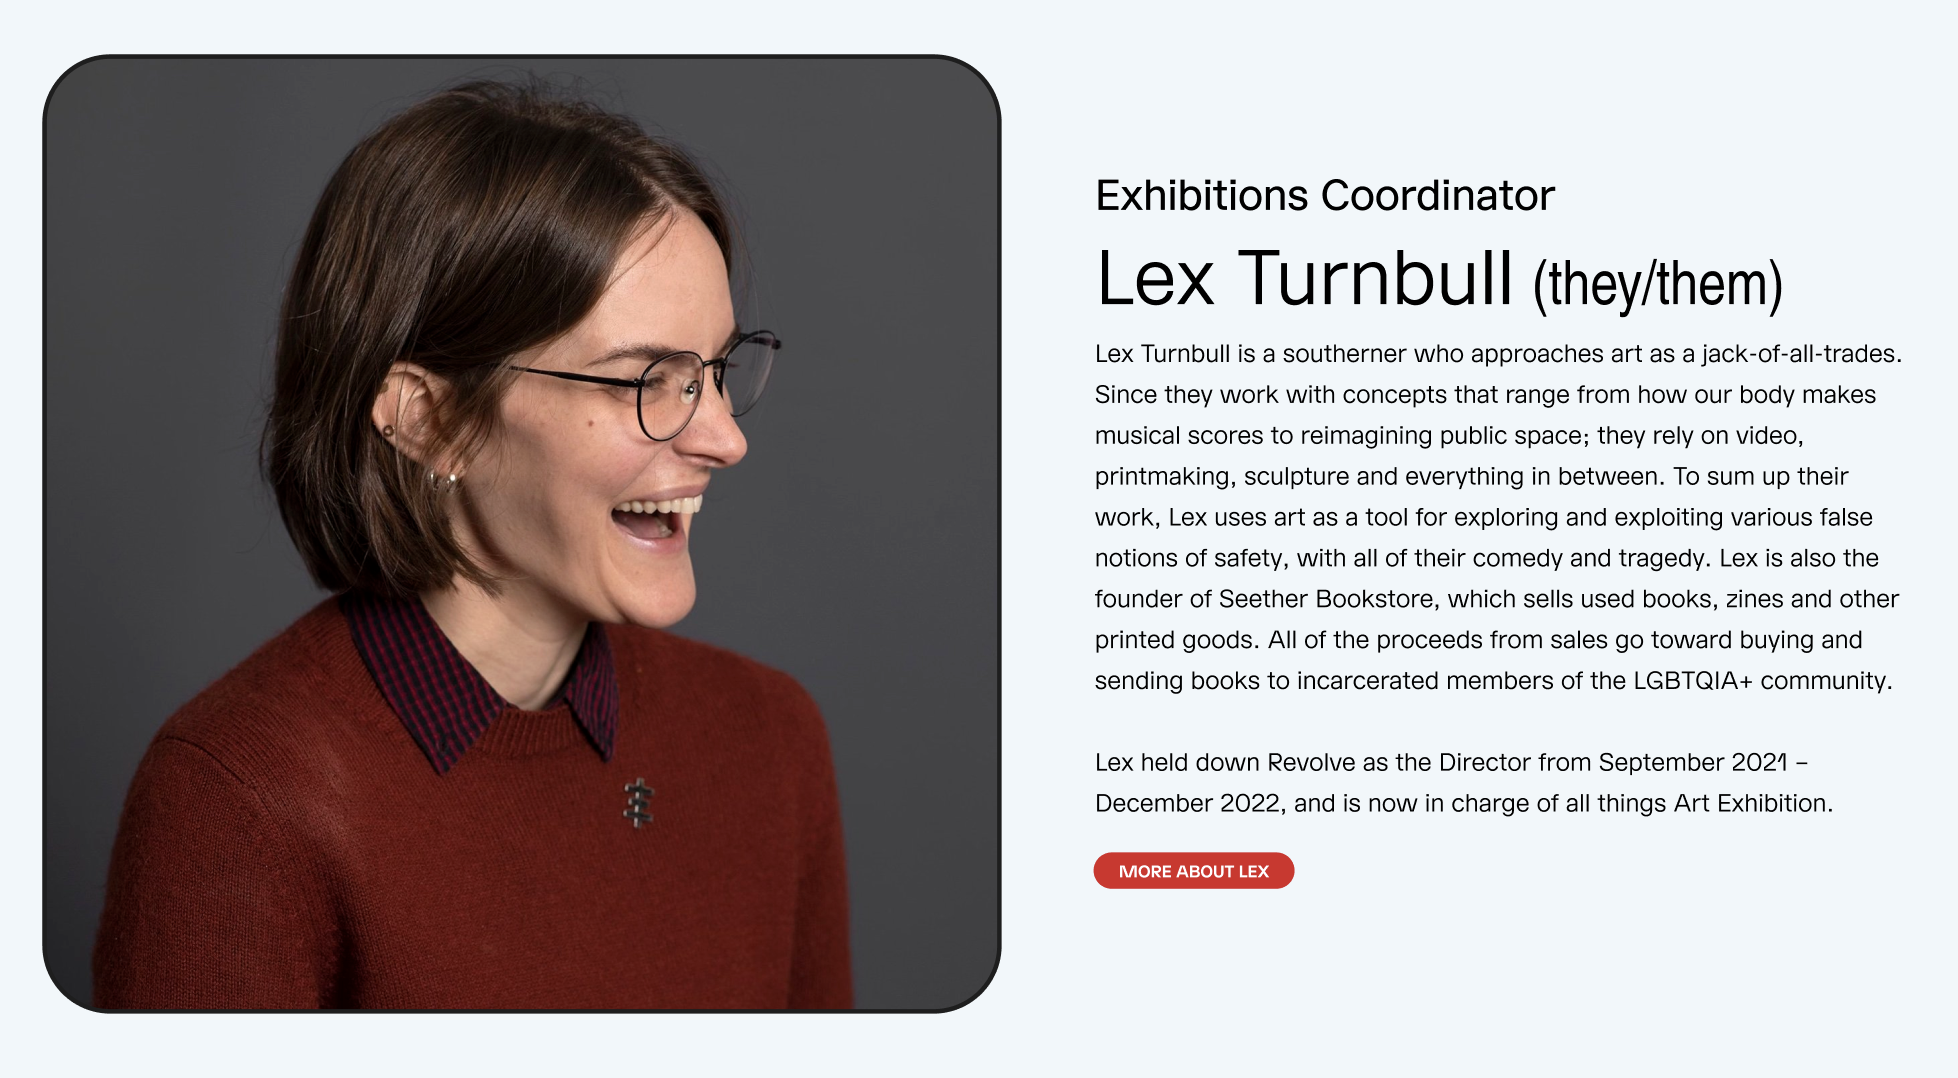 Exhibitions Coordinator
Lex Turnbull (they/them)
Lex Turnbull is a southerner who approaches art as a jack-of-all-trades.
Since they work with concepts that range from how our body makes
musical scores to reimagining public space; they rely on video,
printmaking, sculpture and everything in between. To sum up their
work, Lex uses art as a tool for exploring and exploiting various false
notions of safety, with all of their comedy and tragedy. Lex is also the
founder of Seether Bookstore, which sells used books, zines and other
printed goods. All of the proceeds from sales go toward buying and
sending books to incarcerated members of the LGBTQIA+ community.
Lex held down Revolve as the Director from September 2021 –
December 2022, and is now in charge of all things Art Exhibition.
MORE ABOUT LEX